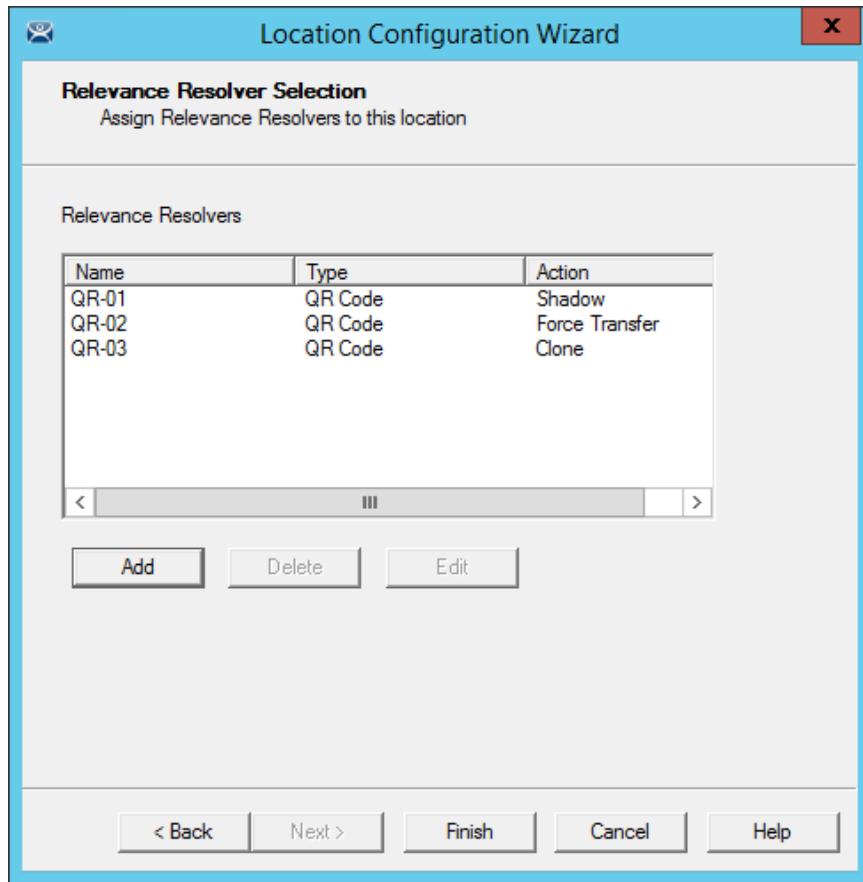 Location Configuration Wizard
x
Relevance Resolver Selection
Assign Relevance Resolvers to this location
Relevance Resolvers
Name Type Action
QR-01 QR Code Shadow
QR-02 QR Code Force Transfer
QR-03 QR Code Clone
Add Delete Edit
< Back Next > Finish Cancel Help